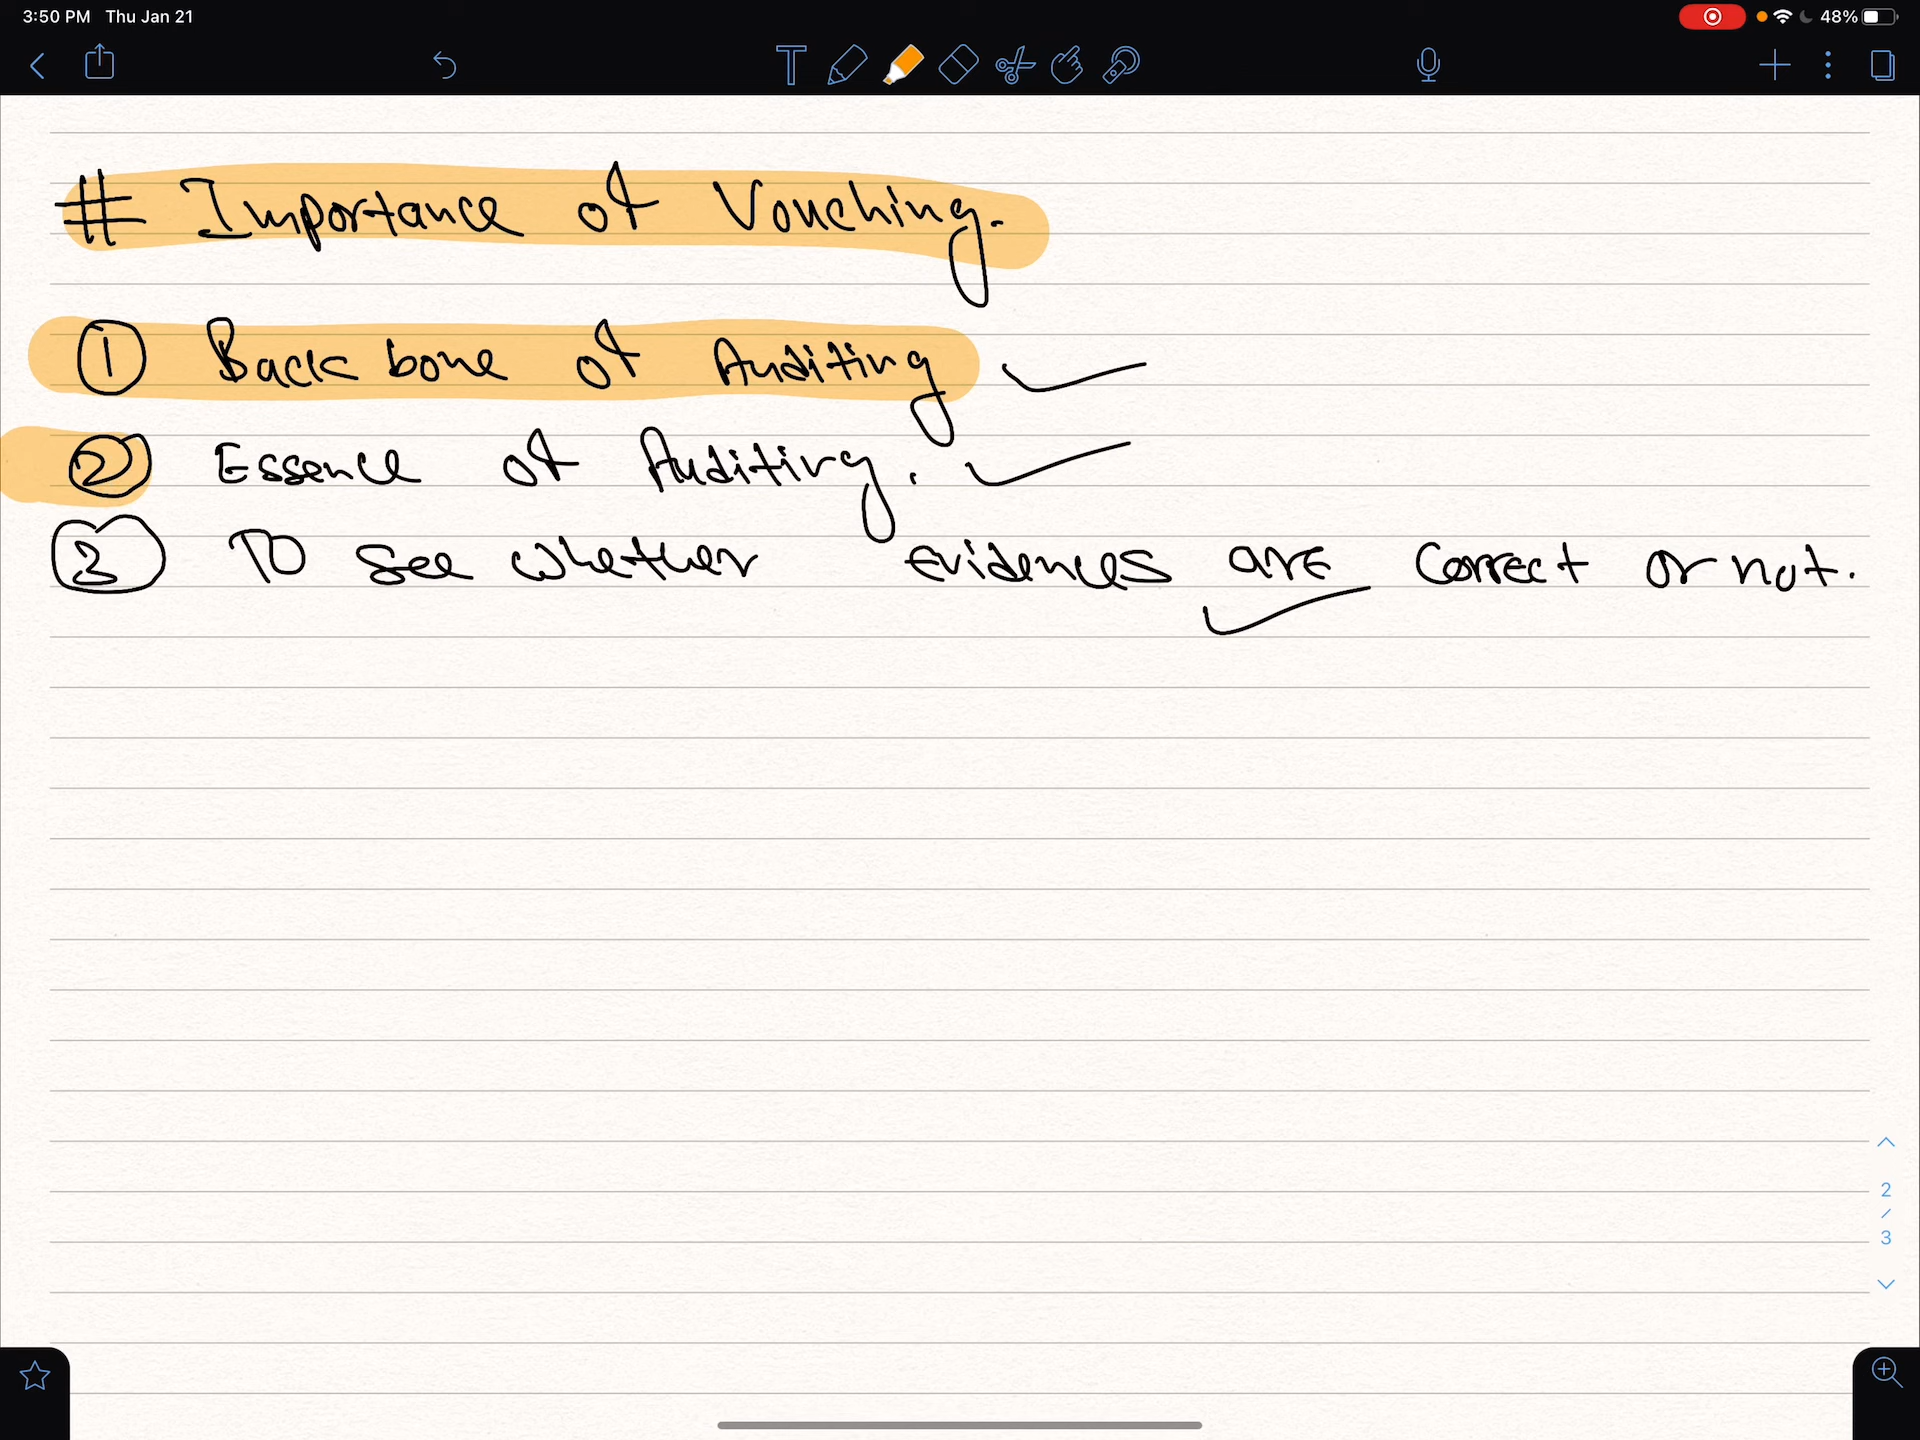 3:50 PM Thu Jan 21
48%
# Importance of Vouching.
1 Back bone of Auditing
2 Essence of Auditing.
3 To see whether evidences are correct or not.
2
/
3